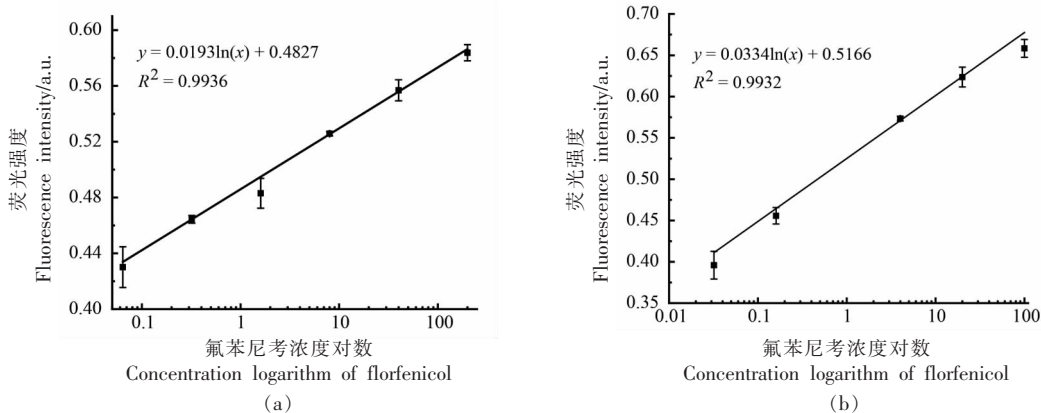 (a)
0.60
y = 0.0193ln(x) + 0.4827
R² = 0.9936
0.56
0.52
0.48
0.44
0.40
荧光强度
Fluorescence intensity/a.u.
0.1
1
10
100
氟苯尼考浓度对数
Concentration logarithm of florfenicol
(a)
(b)
0.70
y = 0.0334ln(x) + 0.5166
R² = 0.9932
0.65
0.60
0.55
0.50
0.45
0.40
0.35
荧光强度
Fluorescence intensity/a.u.
0.01
0.1
1
10
100
氟苯尼考浓度对数
Concentration logarithm of florfenicol
(b)